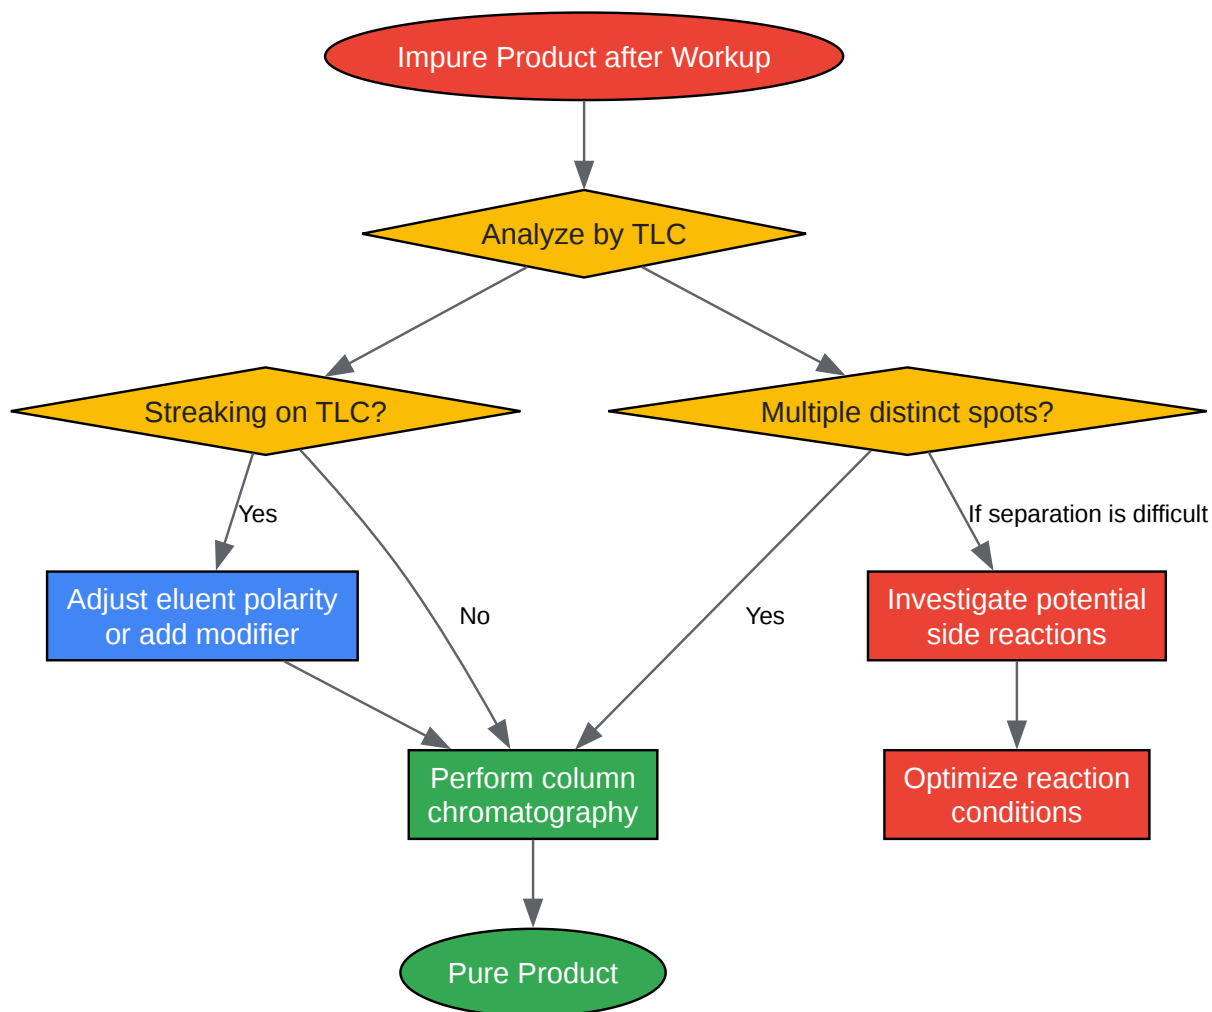 Impure Product after Workup
Analyze by TLC
Streaking on TLC?
Multiple distinct spots?
Yes
If separation is difficult
Adjust eluent polarity
or add modifier
No
Yes
Investigate potential
side reactions
Perform column
chromatography
Optimize reaction
conditions
Pure Product